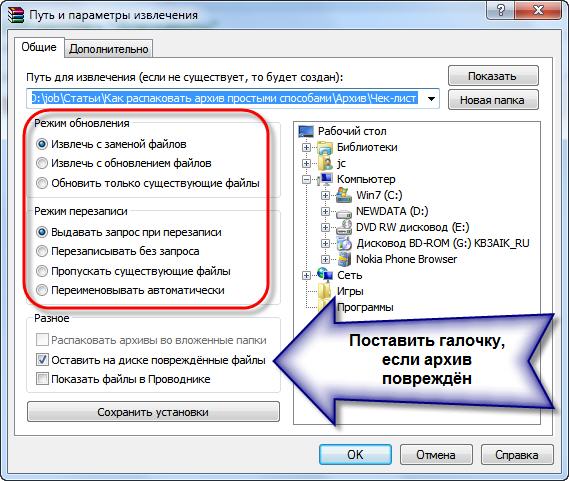 Путь и параметры извлечения
Общие
Дополнительно
Путь для извлечения (если не существует, то будет создан):
Показать
D:\job\Статьи\Как распаковать архив простыми способами\Архив\Чек-лист
Новая папка
Режим обновления
Извлечь с заменой файлов
Извлечь с обновлением файлов
Обновить только существующие файлы
Режим перезаписи
Выдавать запрос при перезаписи
Перезаписывать без запроса
Пропускать существующие файлы
Переименовывать автоматически
Разное
Распаковать архивы во вложенные папки
Оставить на диске повреждённые файлы
Показать файлы в Проводнике
Сохранить установки
Рабочий стол
Библиотеки
jc
Компьютер
Win7 (C:)
NEWDATA (D:)
DVD RW дисковод (E:)
Дисковод BD-ROM (G:) KB3AIK_RU
Nokia Phone Browser
Сеть
Игры
Программы
Поставить галочку,
если архив
повреждён
OK
Отмена
Справка